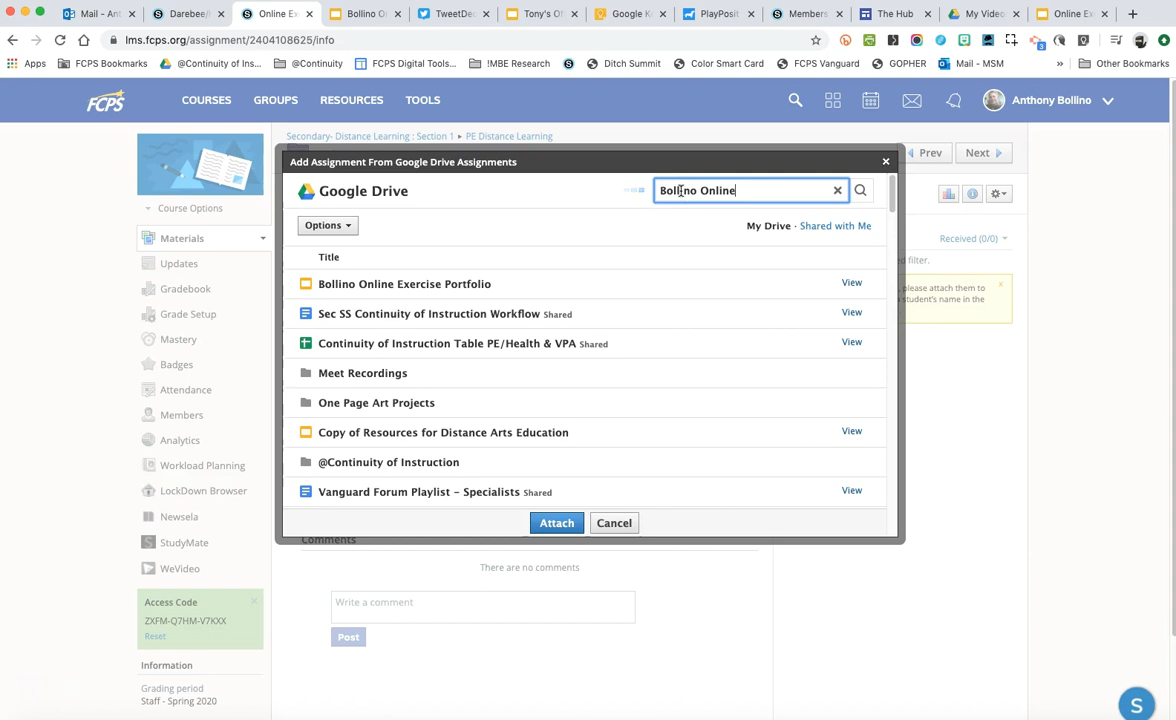 Mail – Ant
Darebee/l
Online Exe
Bollino On
TweetDec
Tony's Of
Google Ke
PlayPosit
Members
The Hub
My Video
Online Ex
lms.fcps.org/assignment/2404108625/info
Apps
FCPS Bookmarks
@Continuity of Ins...
@Continuity
FCPS Digital Tools...
!MBE Research
Ditch Summit
Color Smart Card
FCPS Vanguard
GOPHER
Mail - MSM
»
Other Bookmarks
FCPS
COURSES
GROUPS
RESOURCES
TOOLS
Anthony Bollino
Secondary- Distance Learning : Section 1 ▸ PE Distance Learning
Prev
Next
Course Options
Materials
Updates
Gradebook
Grade Setup
Mastery
Badges
Attendance
Members
Analytics
Workload Planning
LockDown Browser
Newsela
StudyMate
WeVideo
Access Code
ZXFM-Q7HM-V7KXX
Reset
Information
Grading period
Staff - Spring 2020
Add Assignment From Google Drive Assignments
Google Drive
Bollino Online
Options
My Drive · Shared with Me
Title
Bollino Online Exercise Portfolio View
Sec SS Continuity of Instruction Workflow Shared View
Continuity of Instruction Table PE/Health & VPA Shared View
Meet Recordings
One Page Art Projects
Copy of Resources for Distance Arts Education View
@Continuity of Instruction
Vanguard Forum Playlist – Specialists Shared View
Attach
Cancel
Received (0/0)
ed filter.
, please attach them to
a student's name in the
Comments
There are no comments
Write a comment
Post
S